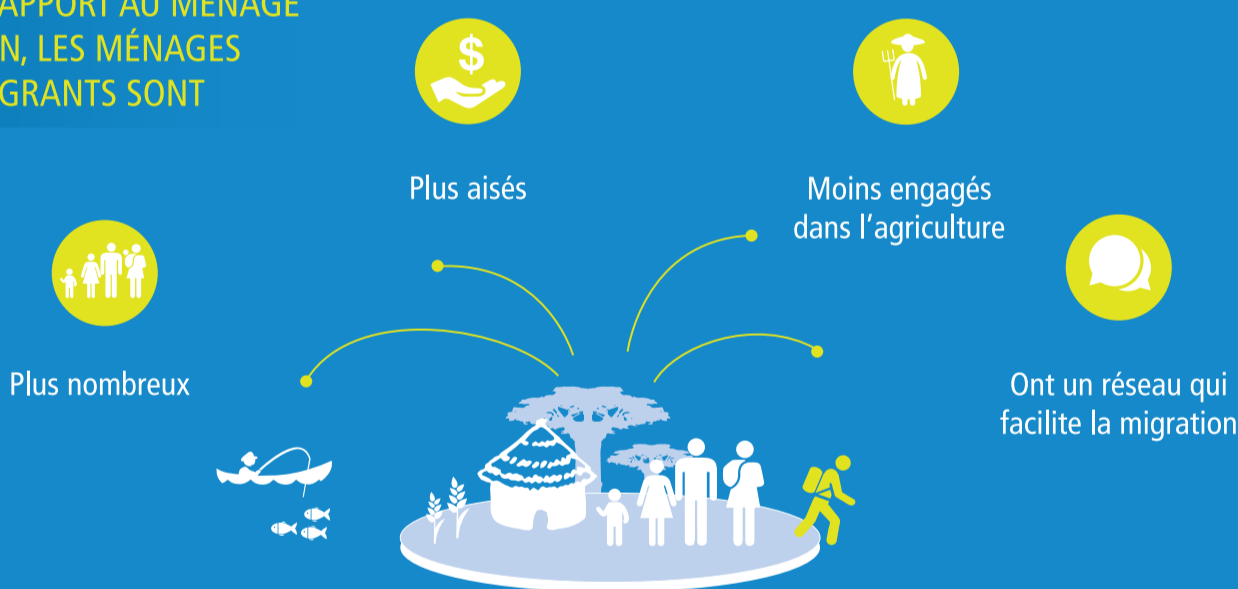 APPORT AU MÉNAGE
N, LES MÉNAGES
GRANTS SONT
$
Plus aisés
Moins engagés
dans l'agriculture
Plus nombreux
Ont un réseau qui
facilite la migration